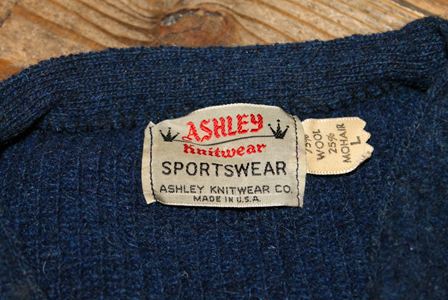 ASHLEY
Knitwear
SPORTSWEAR
ASHLEY KNITWEAR CO.
MADE IN U.S.A.
75%
WOOL
25%
MOHAIR
L